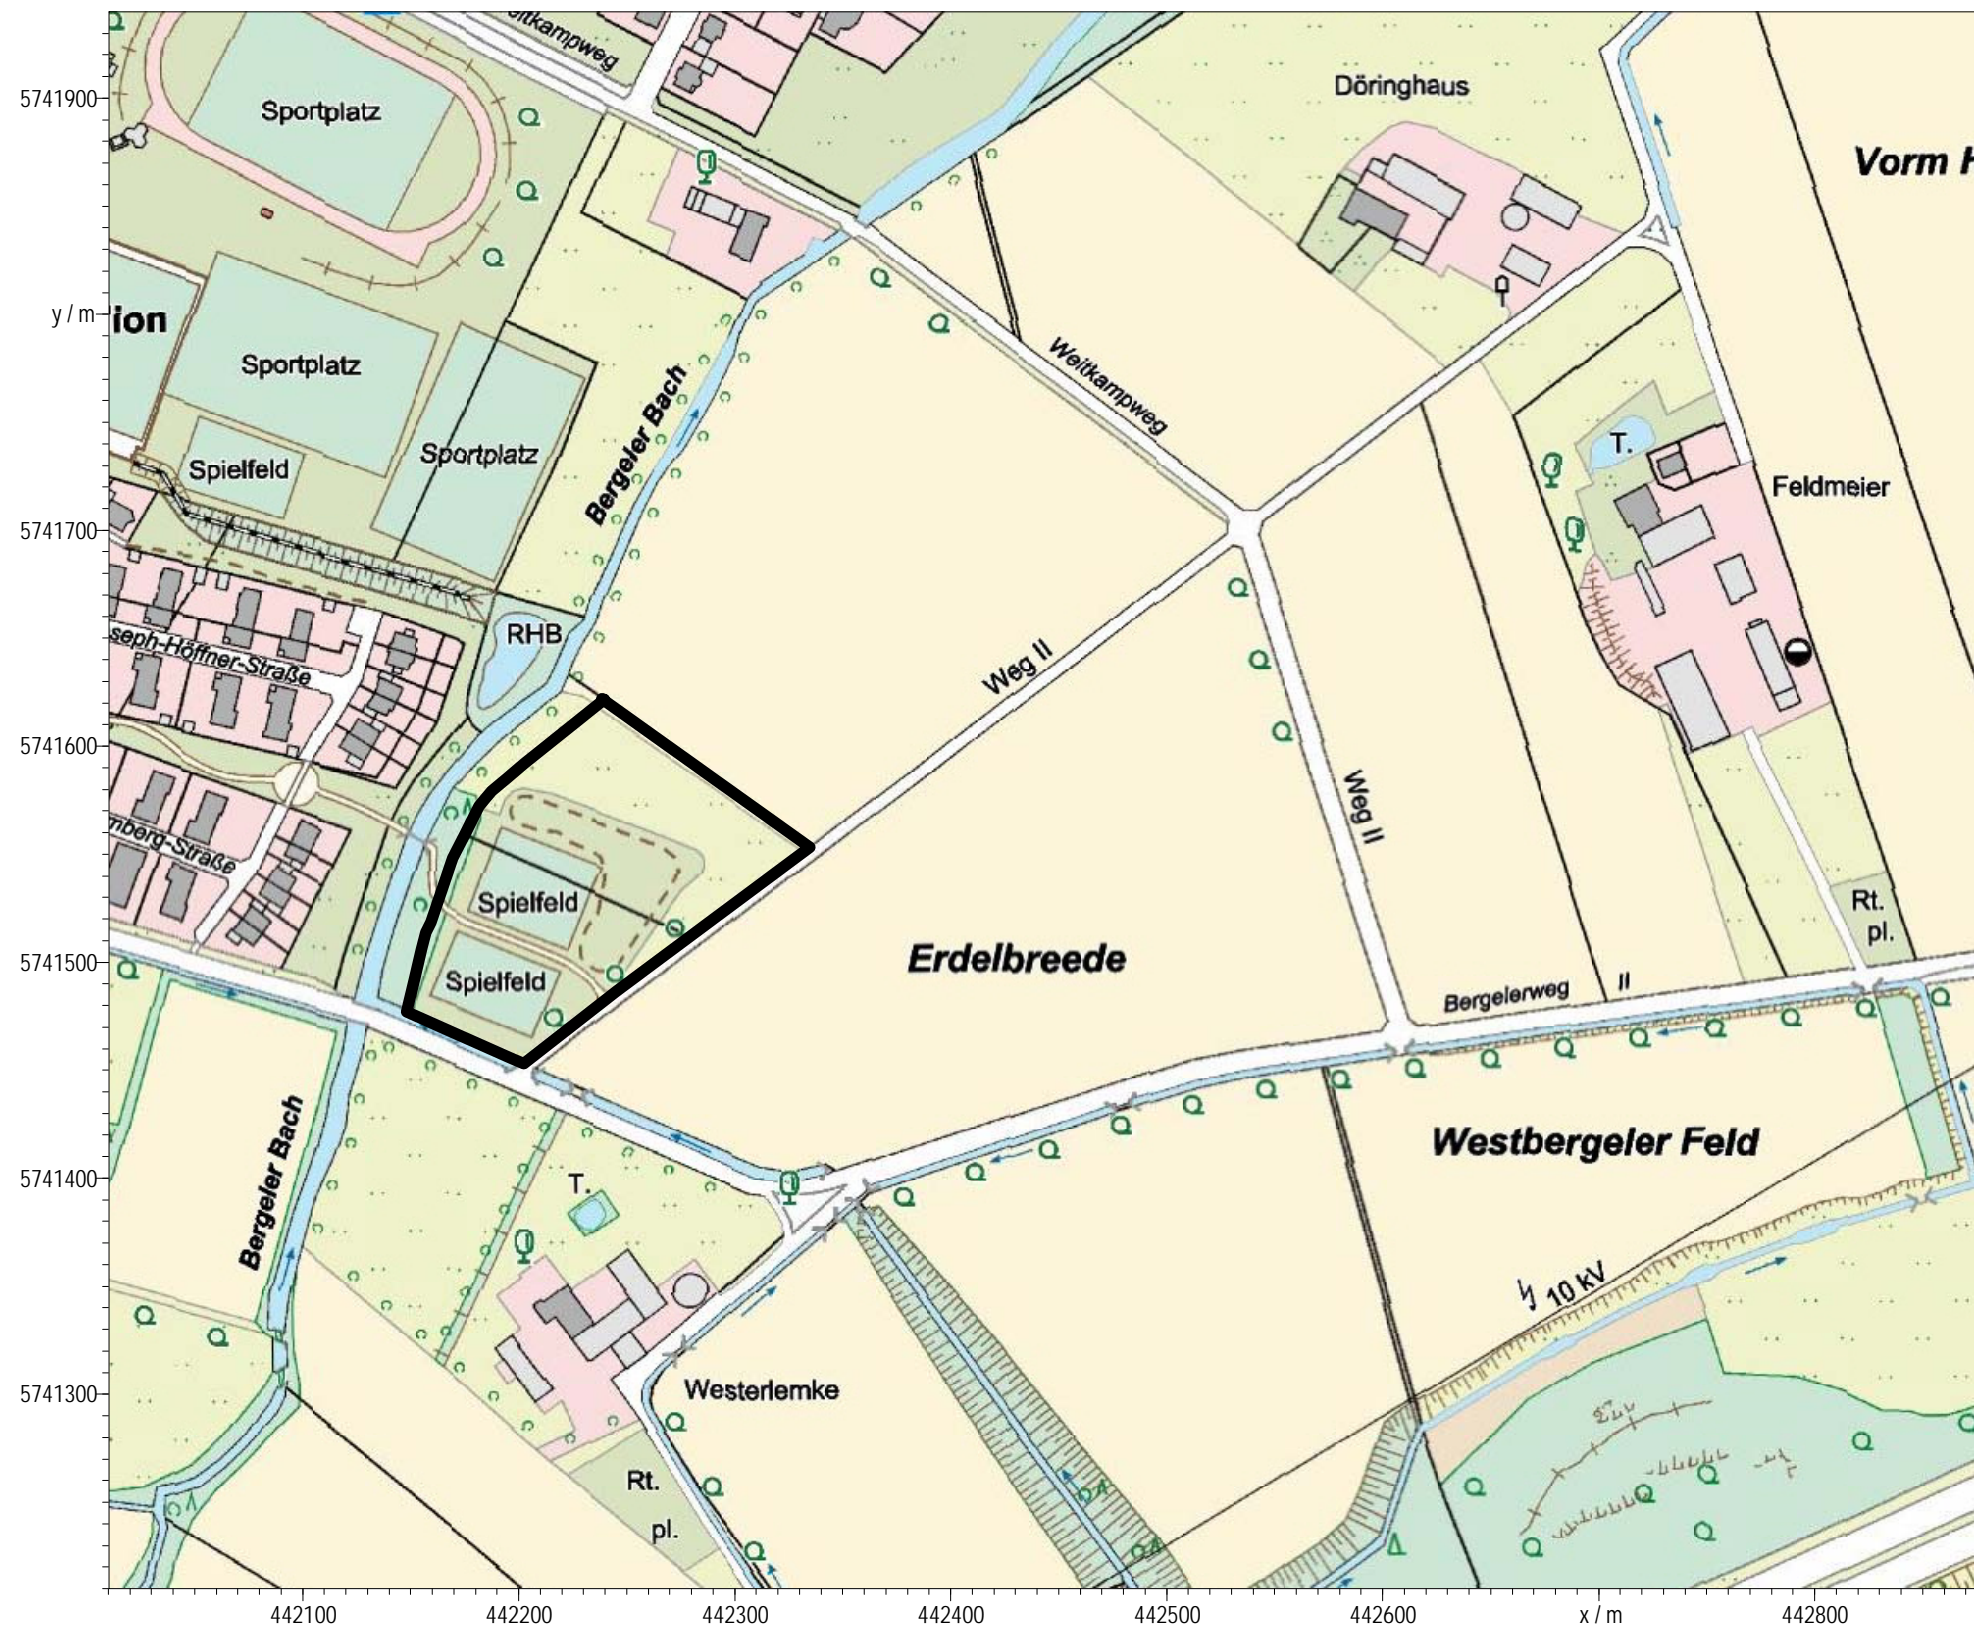 eitkampweg
Döringhaus
5741900
Sportplatz
Vorm H
y / m
ion
Sportplatz
Bergeler Bach
Weitkampweg
Sportplatz
Spielfeld
T.
Feldmeier
5741700
RHB
seph-Höffner-Straße
Weg II
5741600
Weg II
mberg-Straße
Spielfeld
Rt.
pl.
5741500
Erdelbreede
Spielfeld
Bergelerweg
II
Westbergeler Feld
Bergeler Bach
5741400
T.
10 kV
5741300
Westerlemke
Rt.
pl.
442100
442200
442300
442400
442500
442600
x / m
442800